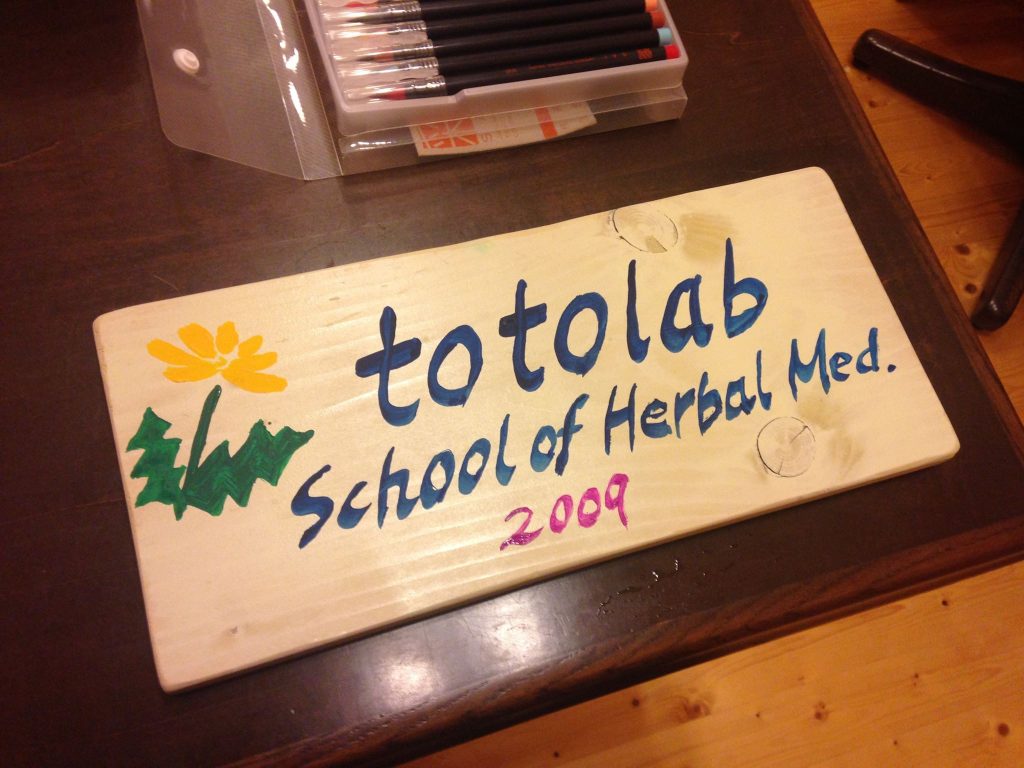 totolab
School of Herbal Med.
2009